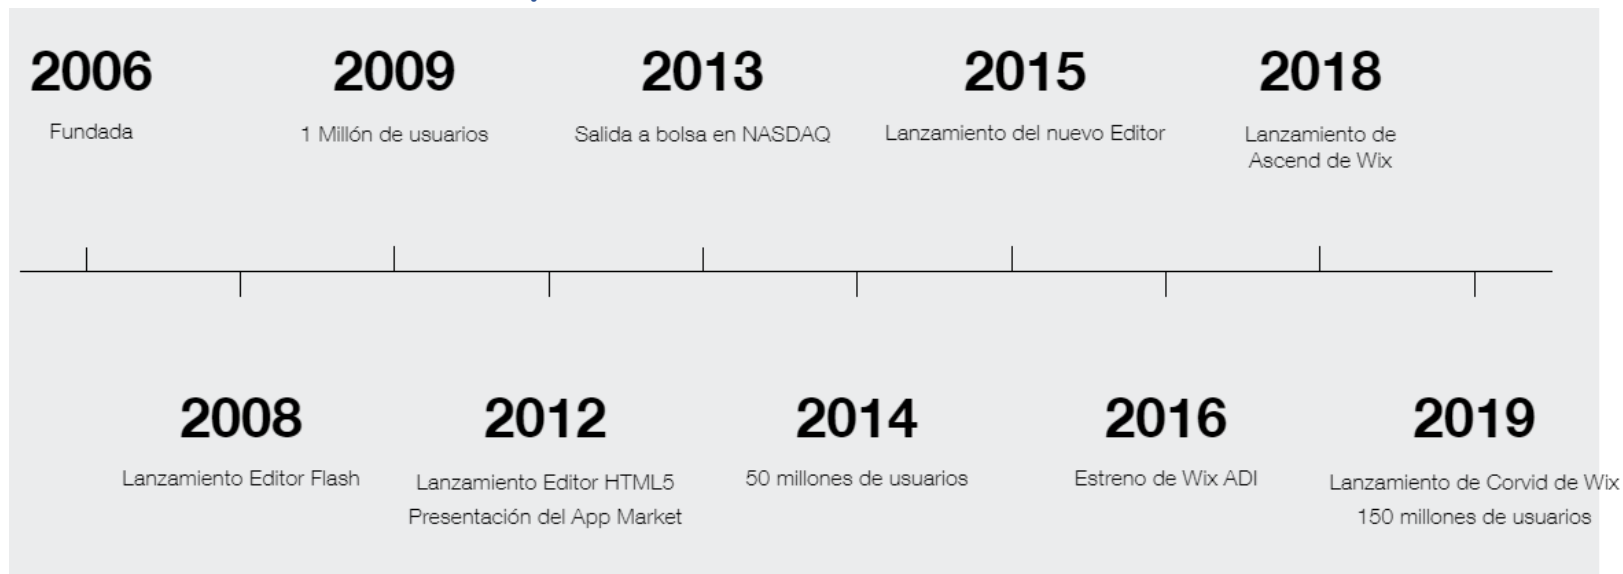 2006
Fundada
2009
1 Millón de usuarios
2013
Salida a bolsa en NASDAQ
2015
Lanzamiento del nuevo Editor
2018
Lanzamiento de
Ascend de Wix
2008
Lanzamiento Editor Flash
2012
Lanzamiento Editor HTML5
Presentación del App Market
2014
50 millones de usuarios
2016
Estreno de Wix ADI
2019
Lanzamiento de Corvid de Wix
150 millones de usuarios